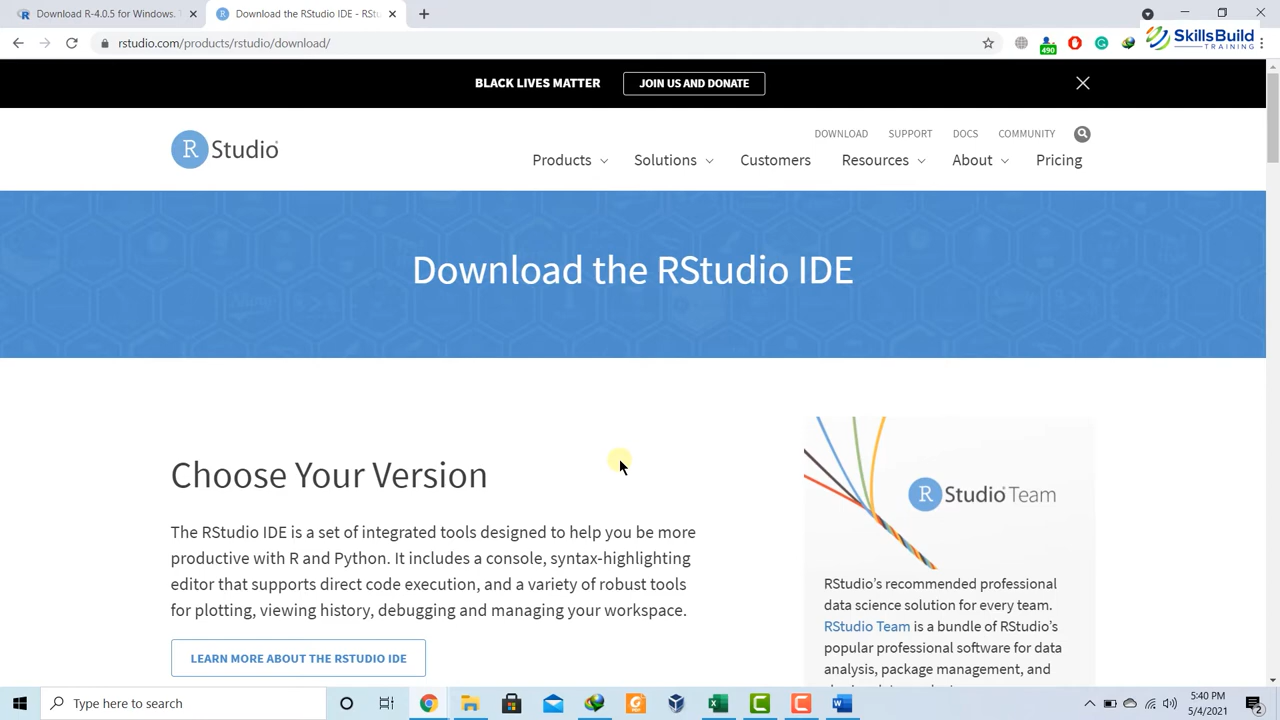 Download R-4.0.5 for Windows. T
Download the RStudio IDE - RSt
rstudio.com/products/rstudio/download/
490
SkillsBuild
TRAINING
BLACK LIVES MATTER
JOIN US AND DONATE
R Studio
DOWNLOAD SUPPORT DOCS COMMUNITY
Products Solutions Customers Resources About Pricing
Download the RStudio IDE
Choose Your Version
The RStudio IDE is a set of integrated tools designed to help you be more
productive with R and Python. It includes a console, syntax-highlighting
editor that supports direct code execution, and a variety of robust tools
for plotting, viewing history, debugging and managing your workspace.
LEARN MORE ABOUT THE RSTUDIO IDE
R Studio Team
RStudio’s recommended professional
data science solution for every team.
RStudio Team is a bundle of RStudio’s
popular professional software for data
analysis, package management, and
Type here to search
5:40 PM
5/4/2021
2